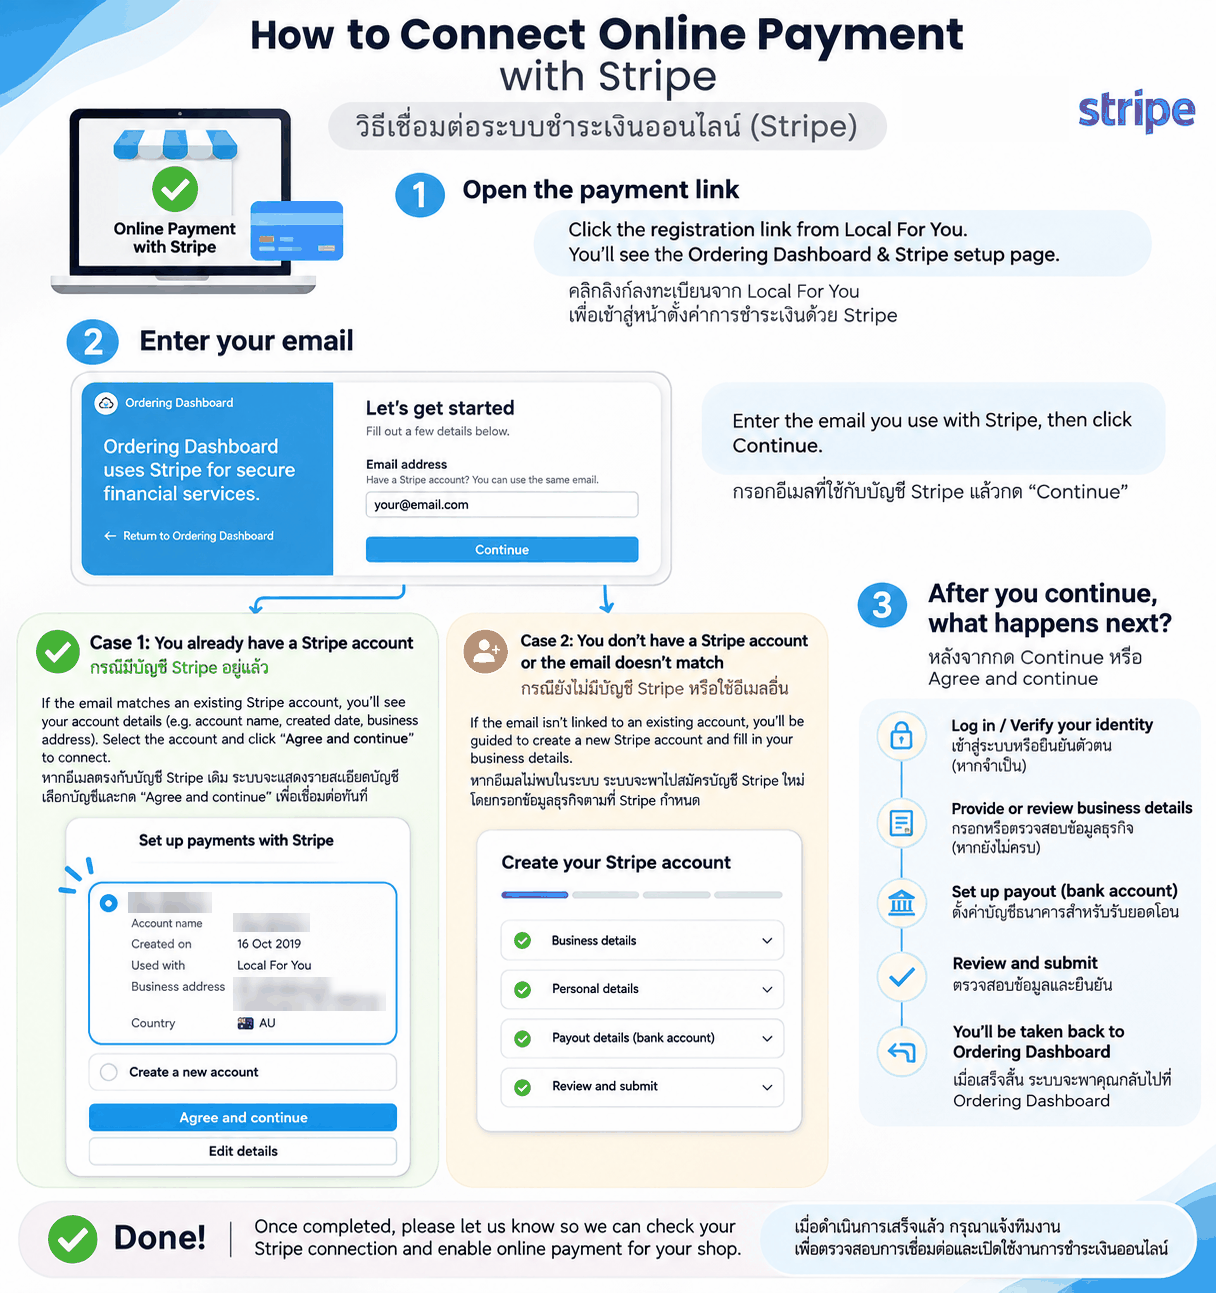 How to Connect Online Payment
with Stripe
วิธีเชื่อมต่อระบบชำระเงินออนไลน์ (Stripe)
stripe
Online Payment
with Stripe
1
Open the payment link
Click the registration link from Local For You.
You'll see the Ordering Dashboard & Stripe setup page.
คลิกลิงก์ลงทะเบียนจาก Local For You
เพื่อเข้าสู่หน้าตั้งค่าการชำระเงินด้วย Stripe
2
Enter your email
Ordering Dashboard
Ordering Dashboard
uses Stripe for secure
financial services.
← Return to Ordering Dashboard
Let's get started
Fill out a few details below.
Email address
Have a Stripe account? You can use the same email.
your@email.com
Continue
Enter the email you use with Stripe, then click
Continue.
กรอกอีเมลที่ใช้กับบัญชี Stripe แล้วกด "Continue"
Case 1: You already have a Stripe account
กรณีมีบัญชี Stripe อยู่แล้ว
If the email matches an existing Stripe account, you'll see
your account details (e.g. account name, created date, business
address). Select the account and click "Agree and continue"
to connect.
หากอีเมลตรงกับบัญชี Stripe เดิม ระบบจะแสดงรายสแอียดบัญชี
เลือกบัญชีและกด "Agree and continue" เพื่อเชื่อมต่อทันที
Set up payments with Stripe
Account name
Created on 16 Oct 2019
Used with Local For You
Business address
Country AU
Create a new account
Agree and continue
Edit details
Case 2: You don't have a Stripe account
or the email doesn't match
กรณียังไม่มีบัญชี Stripe หรือใช้อีเมลอื่น
If the email isn't linked to an existing account, you'll be
guided to create a new Stripe account and fill in your
business details.
หากอีเมลไม่พบในระบบ ระบบจะพาไปสมัครบัญชี Stripe ใหม่
โดยกรอกข้อมูลธุรกิจตามที่ Stripe กำหนด
Create your Stripe account
Business details
Personal details
Payout details (bank account)
Review and submit
3
After you continue,
what happens next?
หลังจากกด Continue หรือ
Agree and continue
Log in / Verify your identity
เข้าสู่ระบบหรือยืนยันตัวตน
(หากจำเป็น)
Provide or review business details
กรอกหรือตรวจสอบข้อมูลธุรกิจ
(หากยังไม่ครบ)
Set up payout (bank account)
ตั้งค่าบัญชีธนาคารสำหรับรับยอดโอน
Review and submit
ตรวจสอบข้อมูลและยืนยัน
You'll be taken back to
Ordering Dashboard
เมื่อเสร็จสิ้น ระบบจะพาคุณกลับไปที่
Ordering Dashboard
Done!
Once completed, please let us know so we can check your
Stripe connection and enable online payment for your shop.
เมื่อดำเนินการเสร็จแล้ว กรุณาแจ้งทีมงาน
เพื่อตรวจสอบการเชื่อมต่อและเปิดใช้งานการชำระเงินออนไลน์